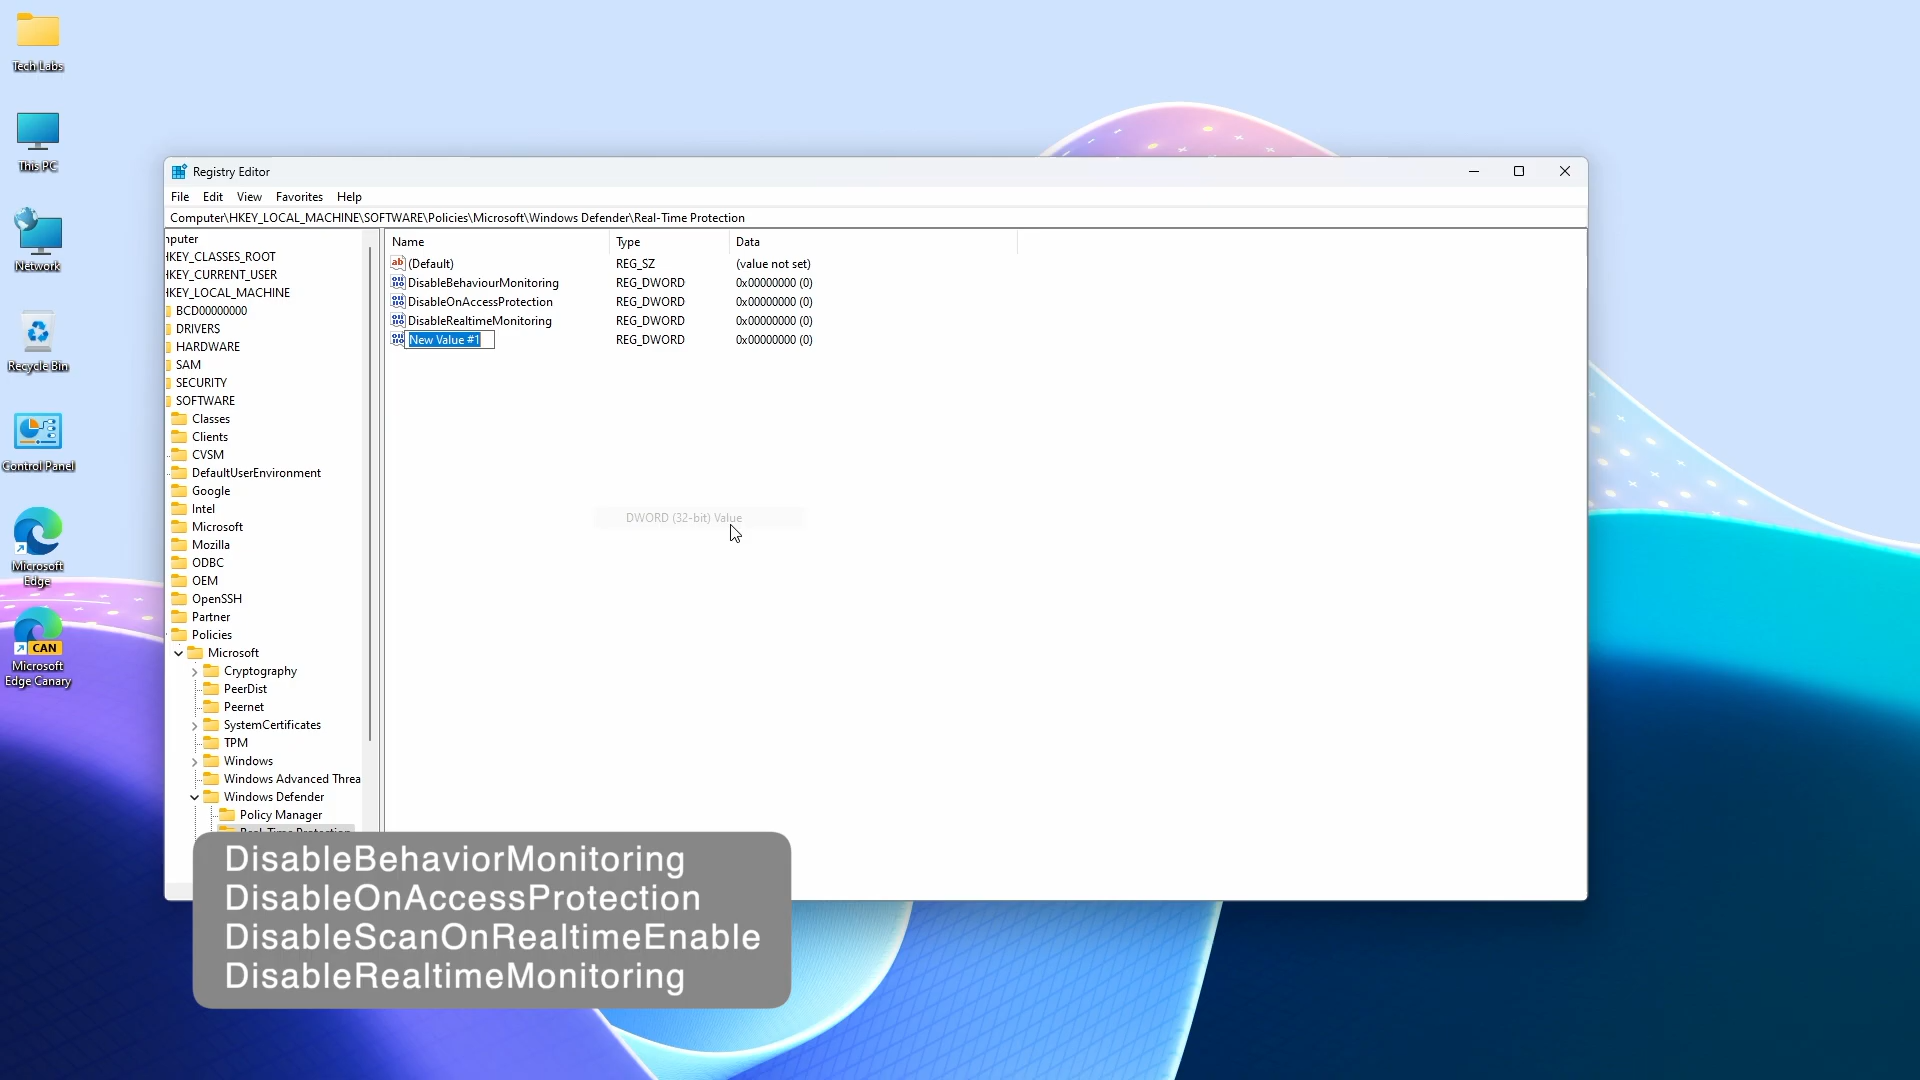 Tech Labs
This PC
Network
Recycle Bin
Control Panel
Microsoft
Edge
CAN
Microsoft
Edge Canary
Registry Editor
File Edit View Favorites Help
Computer\HKEY_LOCAL_MACHINE\SOFTWARE\Policies\Microsoft\Windows Defender\Real-Time Protection
nputer
HKEY_CLASSES_ROOT
HKEY_CURRENT_USER
HKEY_LOCAL_MACHINE
BCD00000000
DRIVERS
HARDWARE
SAM
SECURITY
SOFTWARE
Classes
Clients
CVSM
DefaultUserEnvironment
Google
Intel
Microsoft
Mozilla
ODBC
OEM
OpenSSH
Partner
Policies
Microsoft
Cryptography
PeerDist
Peernet
SystemCertificates
TPM
Windows
Windows Advanced Threa
Windows Defender
Policy Manager
Real-Time Protection
Name Type Data
(Default) REG_SZ (value not set)
DisableBehaviourMonitoring REG_DWORD 0x00000000 (0)
DisableOnAccessProtection REG_DWORD 0x00000000 (0)
DisableRealtimeMonitoring REG_DWORD 0x00000000 (0)
New Value #1 REG_DWORD 0x00000000 (0)
DWORD (32-bit) Value
DisableBehaviorMonitoring
DisableOnAccessProtection
DisableScanOnRealtimeEnable
DisableRealtimeMonitoring